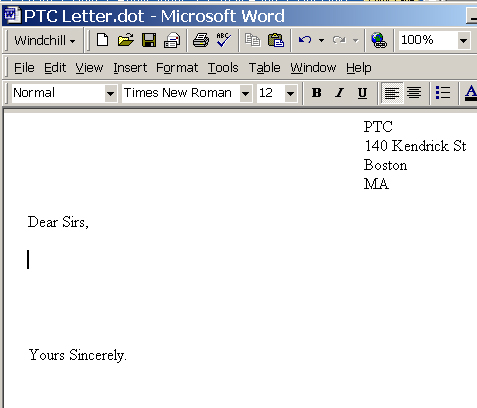 PTC Letter.dot - Microsoft Word
Windchill 100%
File Edit View Insert Format Tools Table Window Help
Normal Times New Roman 12 B I U A
PTC
140 Kendrick St
Boston
MA
Dear Sirs,
Yours Sincerely.